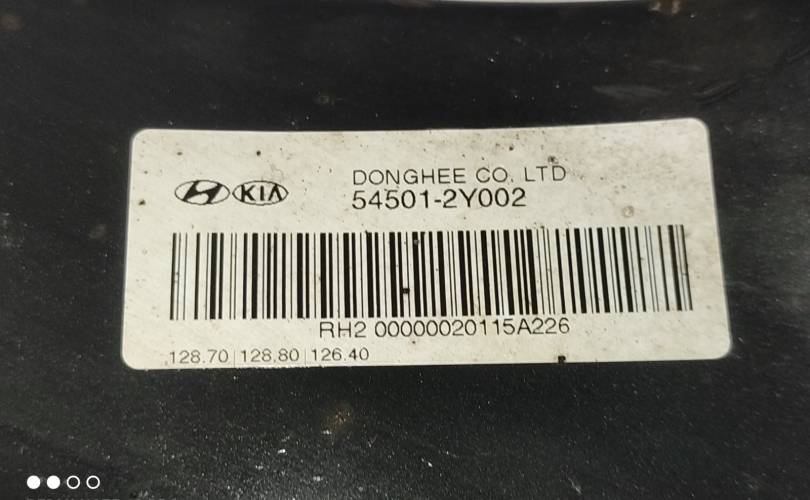 KIA
DONGHEE CO. LTD
54501-2Y002
RH2 00000020115A226
128.70 | 128.80 | 126.40